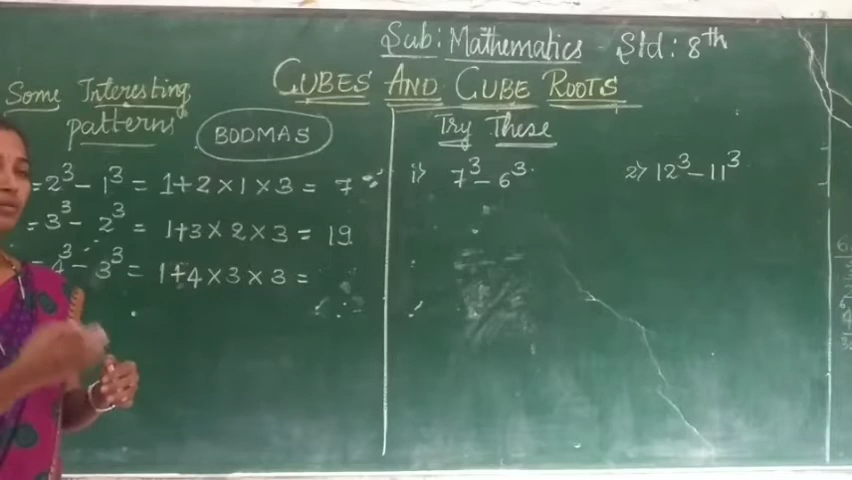 Sub: Mathematics Std: 8th
CUBES AND CUBE ROOTS
Some Interesting
patterns
BODMAS
= 2³ - 1³ = 1+2×1×3 = 7
= 3³ - 2³ = 1+3×2×3 = 19
= 4³ - 3³ = 1+4×3×3 =
Try These
1) 7³ - 6³
2) 12³ - 11³